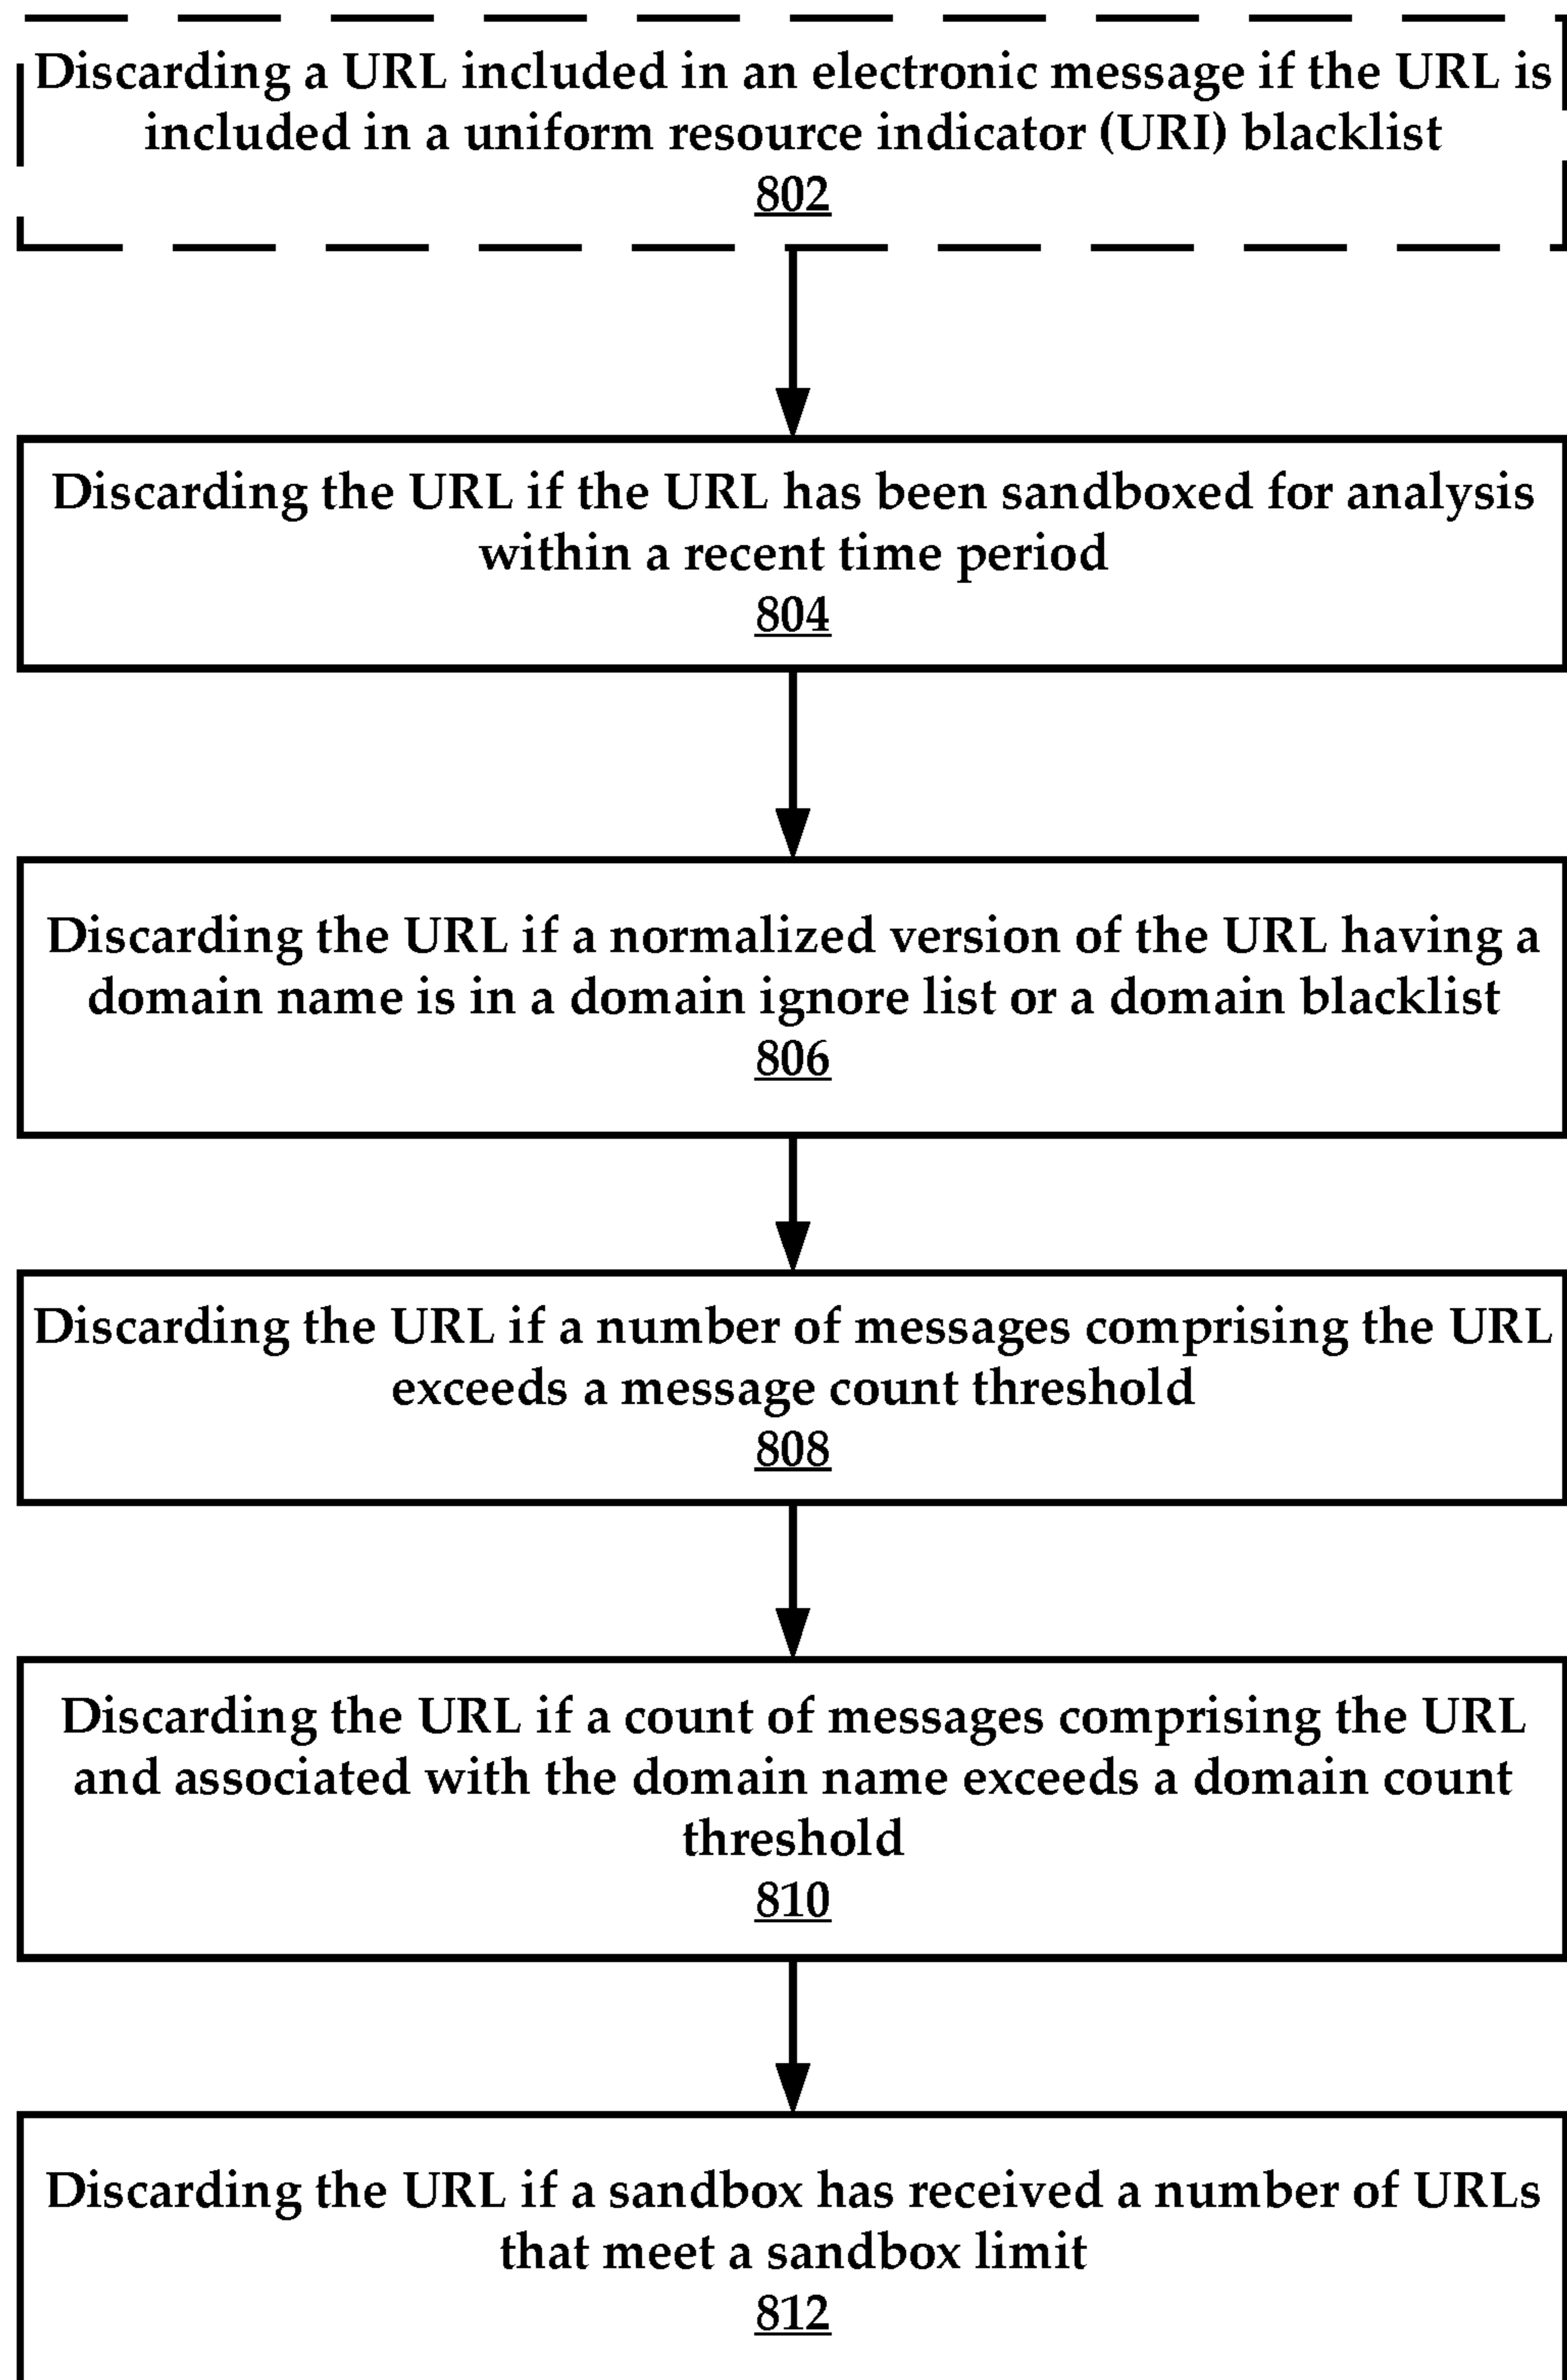 Discarding a URL included in an electronic message if the URL is
included in a uniform resource indicator (URI) blacklist
802
Discarding the URL if the URL has been sandboxed for analysis
within a recent time period
804
Discarding the URL if a normalized version of the URL having a
domain name is in a domain ignore list or a domain blacklist
806
Discarding the URL if a number of messages comprising the URL
exceeds a message count threshold
808
Discarding the URL if a count of messages comprising the URL
and associated with the domain name exceeds a domain count
threshold
810
Discarding the URL if a sandbox has received a number of URLs
that meet a sandbox limit
812